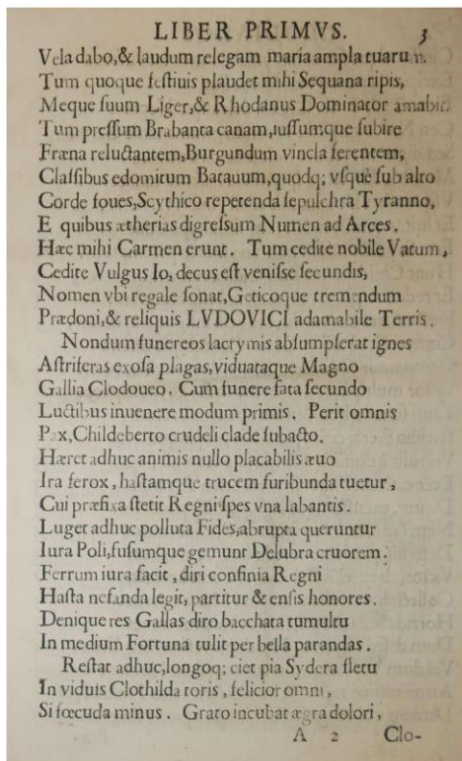 LIBER PRIMVS. 3
Vela dabo,& laudum relegam maria ampla tuarum.
Tum quoque festiuis plaudet mihi Sequana ripis,
Meque suum Liger,& Rhodanus Dominator amabit.
Tum pressum Brabanta canam,iussumque subire
Fræna reluctantem,Burgundum vincla ferentem,
Classibus edomitum Batauum,quodq; vsque sub alto
Corde foues,Scythico repetenda sepulchra Tyranno,
E quibus ætherias digressum Numen ad Arces.
Hæc mihi Carmen erunt. Tum cedite nobile Vatum,
Cedite Vulgus Io, decus est venisse secundis,
Nomen vbi regale sonat,Geticoque tremendum
Prædoni,& reliquis LVDOVICI adamabile Terris.
Nondum funereos lacrymis absumpserat ignes
Astriferas exosa plagas,viduataque Magno
Gallia Clodoueo. Cum funere fata secundo
Luctibus inuenere modum primis. Perit omnis
Pax,Childeberto crudeli clade subacto.
Hæret adhuc animis nullo placabilis æuo
Ira ferox, hastamque trucem furibunda tuetur,
Cui præfixa stetit Regni spes vna labantis.
Luget adhuc polluta Fides,abrupta queruntur
Iura Poli,fusumque gemunt Delubra cruorem.
Ferrum iura facit, diri confinia Regni
Hasta nefanda legit, partitur & ensis honores.
Denique res Gallas diro bacchata tumultu
In medium Fortuna tulit per bella parandas.
Restat adhuc,longoq; ciet pia Sydera fletu
In viduis Clothilda toris, felicior omni,
Si fœcuda minus. Grato incubat ægra dolori,
A 2 Clo-